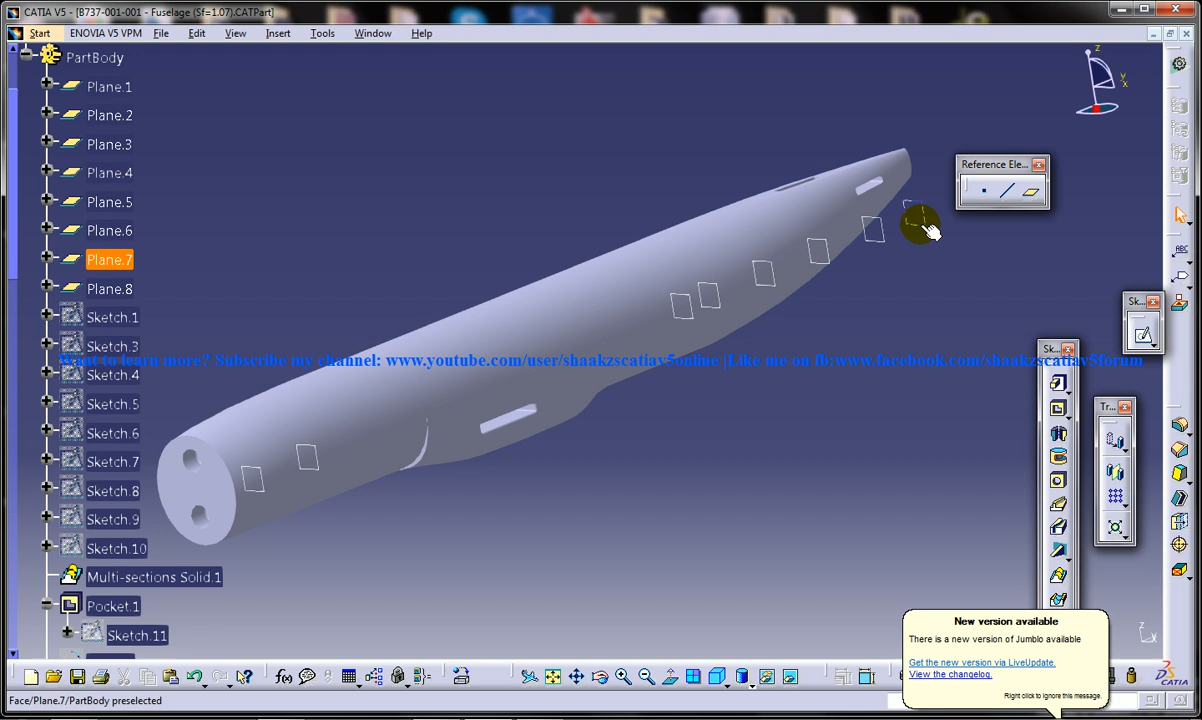 CATIA V5 - [B737-001-001 - Fuselage (Sf=1.07).CATPart]
Start ENOVIA V5 VPM File Edit View Insert Tools Window Help
PartBody
Plane.1
Plane.2
Plane.3
Plane.4
Plane.5
Plane.6
Plane.7
Plane.8
Sketch.1
Sketch.3
Sketch.4
Sketch.5
Sketch.6
Sketch.7
Sketch.8
Sketch.9
Sketch.10
Multi-sections Solid.1
Pocket.1
Sketch.11
z
y
x
Reference Ele...
ABC
Sk...
Want to learn more? Subscribe my channel: www.youtube.com/user/shaakzscatiav5online |Like me on fb:www.facebook.com/shaakzscatiav5forum
Sk...
Tr...
New version available
There is a new version of Jumblo available
Get the new version via LiveUpdate.
View the changelog.
Right click to ignore this message.
f(x)
CATIA
Face/Plane.7/PartBody preselected